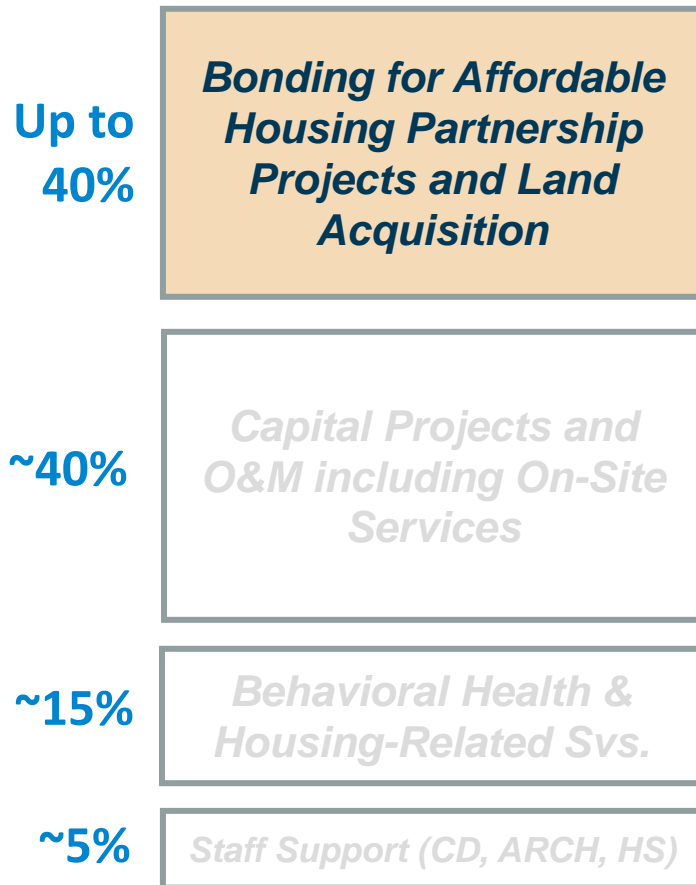 Up to
40%
Bonding for Affordable
Housing Partnership
Projects and Land
Acquisition
~40%
Capital Projects and
O&M including On-Site
Services
~15%
Behavioral Health &
Housing-Related Svs.
~5%
Staff Support (CD, ARCH, HS)